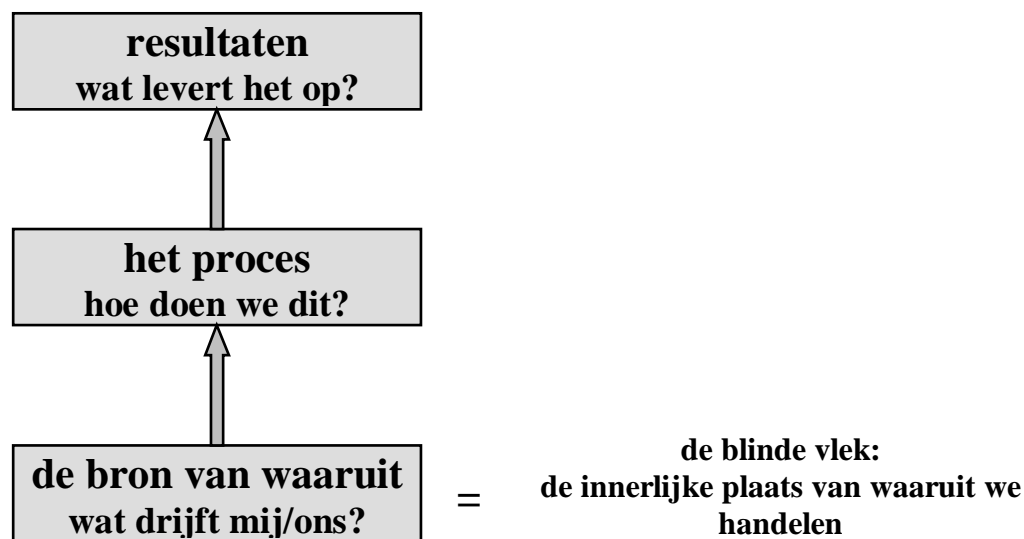 resultaten
wat levert het op?
het proces
hoe doen we dit?
de bron van waaruit
wat drijft mij/ons?
=
de blinde vlek:
de innerlijke plaats van waaruit we
handelen